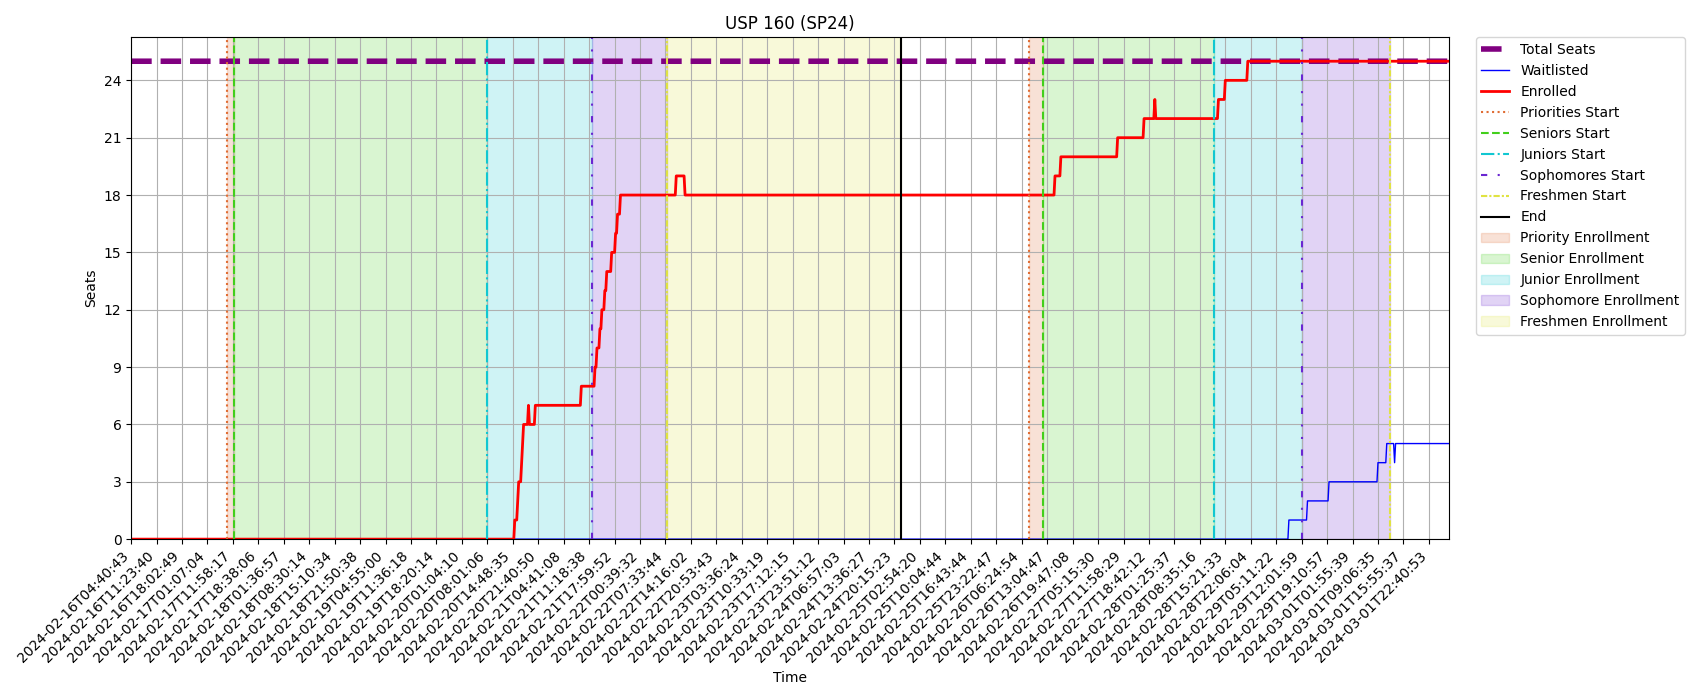 USP 160 (SP24)
Seats
24
21
18
15
12
9
6
3
0
2024-02-16T04:40:43
2024-02-16T11:23:40
2024-02-16T18:02:49
2024-02-17T01:07:04
2024-02-17T11:58:17
2024-02-17T18:38:06
2024-02-18T01:36:57
2024-02-18T08:30:14
2024-02-18T15:10:34
2024-02-18T21:50:38
2024-02-19T04:55:00
2024-02-19T11:36:18
2024-02-19T18:20:14
2024-02-20T01:04:10
2024-02-20T08:01:06
2024-02-20T14:48:35
2024-02-20T21:40:50
2024-02-21T04:41:08
2024-02-21T11:18:38
2024-02-21T17:59:52
2024-02-22T00:39:32
2024-02-22T07:33:44
2024-02-22T14:16:02
2024-02-22T20:53:43
2024-02-23T03:36:24
2024-02-23T10:33:19
2024-02-23T17:12:15
2024-02-23T23:51:12
2024-02-24T06:57:03
2024-02-24T13:36:27
2024-02-24T20:15:23
2024-02-25T02:54:20
2024-02-25T10:04:44
2024-02-25T16:43:44
2024-02-25T23:22:47
2024-02-26T06:24:54
2024-02-26T13:04:47
2024-02-26T19:47:08
2024-02-27T05:15:30
2024-02-27T11:58:29
2024-02-27T18:42:12
2024-02-28T01:25:37
2024-02-28T08:35:16
2024-02-28T15:21:33
2024-02-28T22:06:04
2024-02-29T05:11:22
2024-02-29T12:01:59
2024-02-29T19:10:57
2024-03-01T01:55:39
2024-03-01T09:06:35
2024-03-01T15:55:37
2024-03-01T22:40:53
Time
Total Seats
Waitlisted
Enrolled
Priorities Start
Seniors Start
Juniors Start
Sophomores Start
Freshmen Start
End
Priority Enrollment
Senior Enrollment
Junior Enrollment
Sophomore Enrollment
Freshmen Enrollment